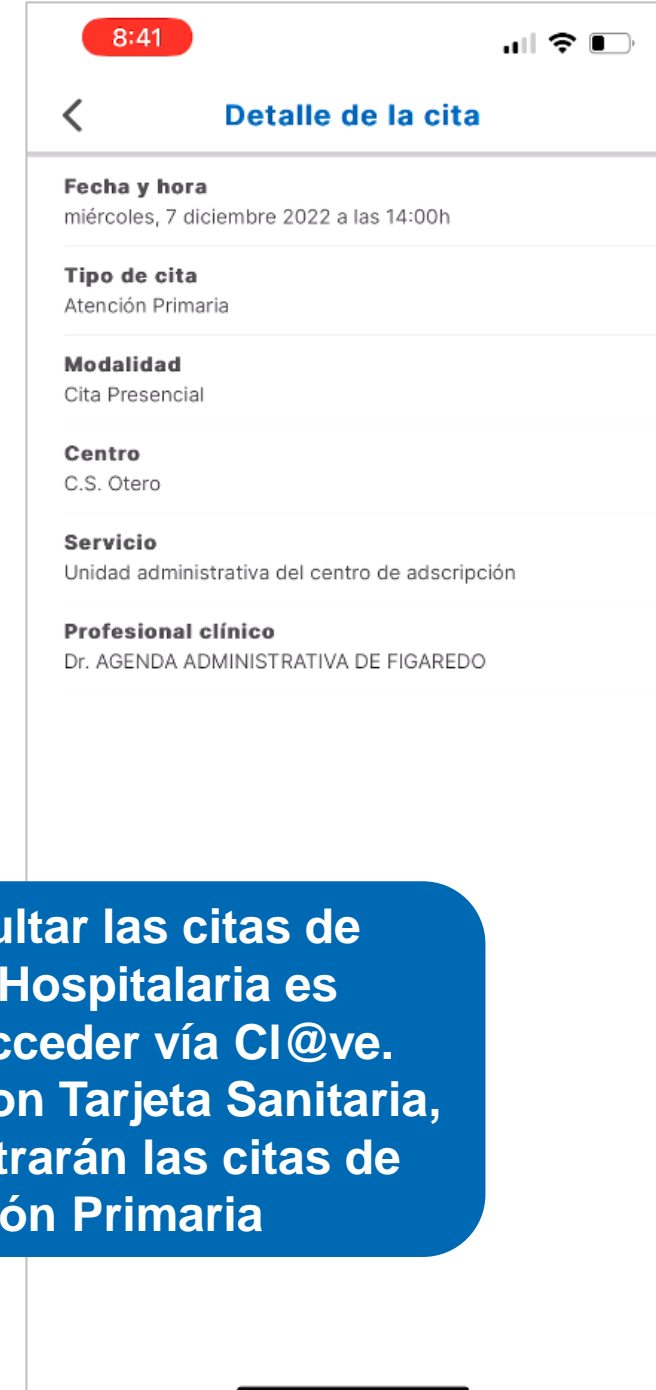 8:41
Detalle de la cita
Fecha y hora
miércoles, 7 diciembre 2022 a las 14:00h
Tipo de cita
Atención Primaria
Modalidad
Cita Presencial
Centro
C.S. Otero
Servicio
Unidad administrativa del centro de adscripción
Profesional clínico
Dr. AGENDA ADMINISTRATIVA DE FIGAREDO
ultar las citas de
Hospitalaria es
cceder vía Cl@ve.
on Tarjeta Sanitaria,
trarán las citas de
ón Primaria